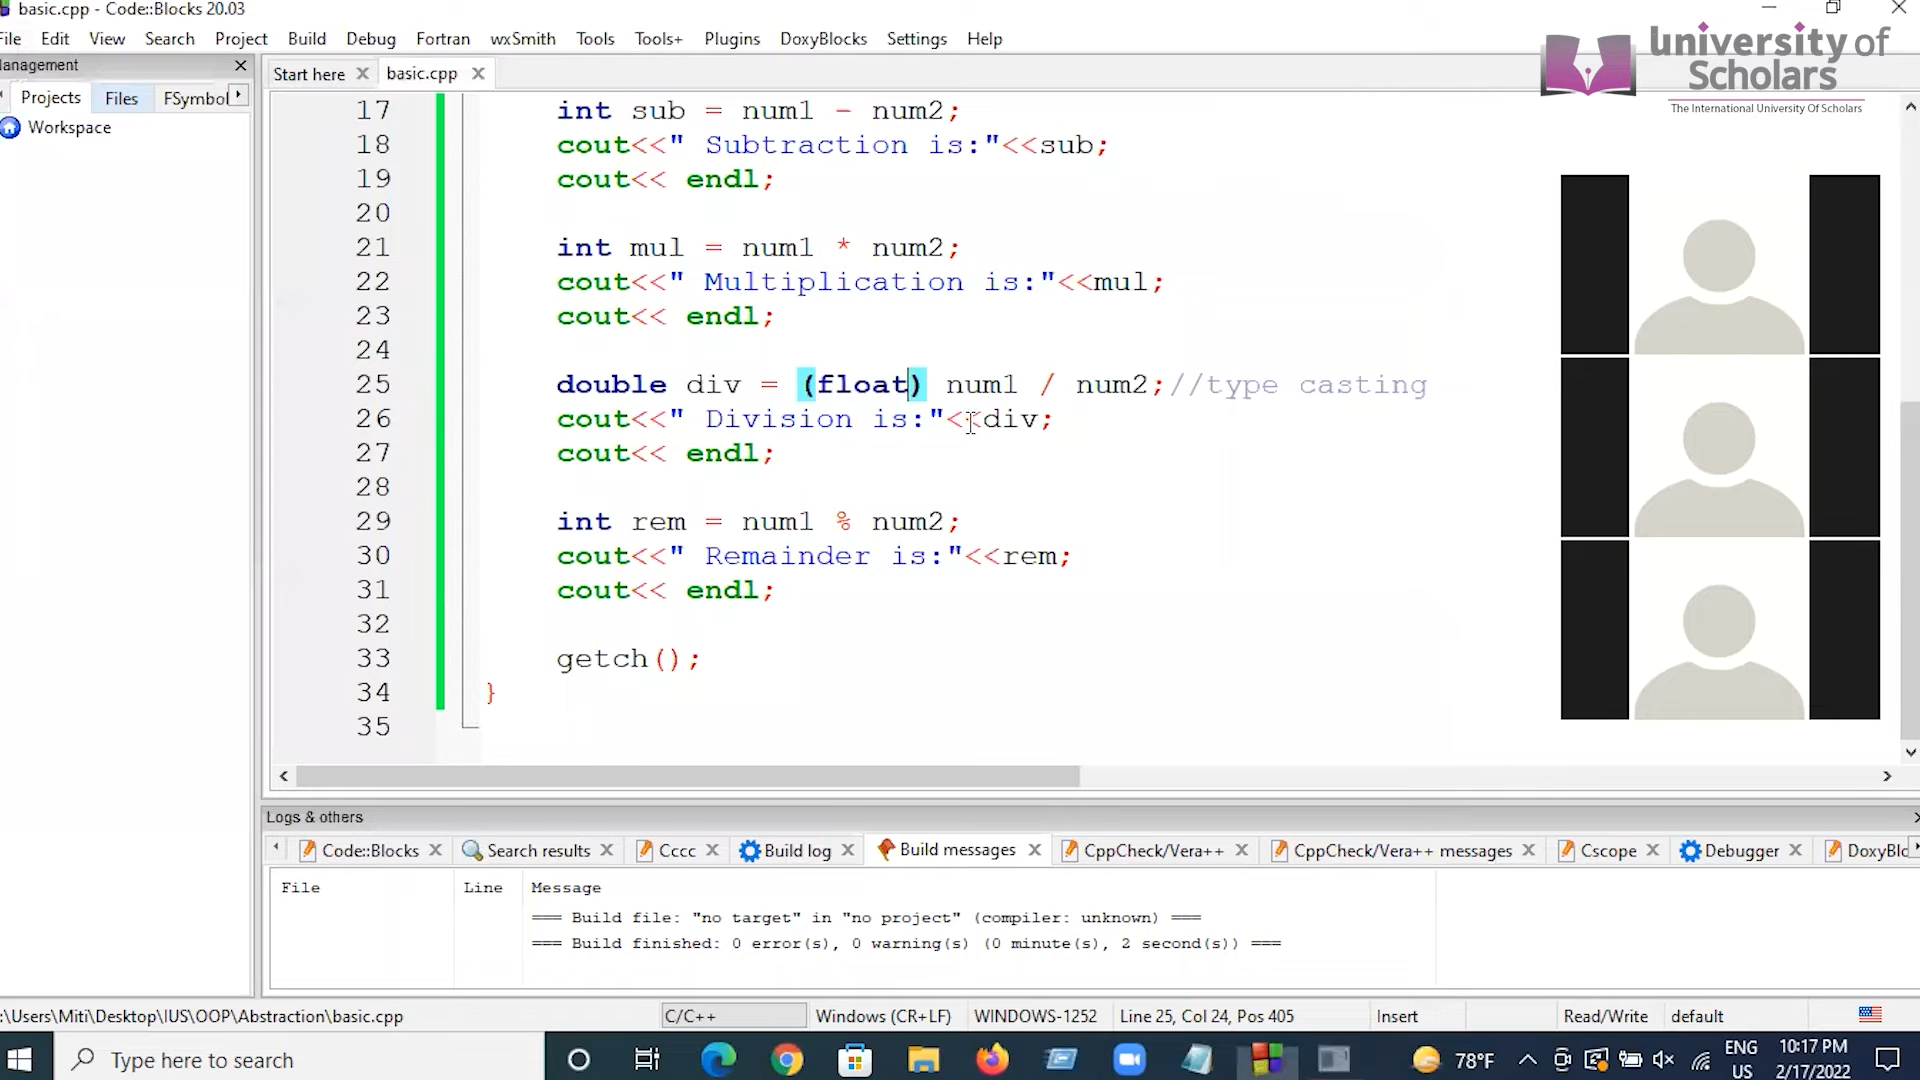 basic.cpp - Code::Blocks 20.03
File Edit View Search Project Build Debug Fortran wxSmith Tools Tools+ Plugins DoxyBlocks Settings Help
university of
Scholars
The International University Of Scholars
anagement
Projects Files FSymbol
Workspace
Start here basic.cpp
17 int sub = num1 - num2;
18 cout<<" Subtraction is:"<<sub;
19 cout<< endl;
20
21 int mul = num1 * num2;
22 cout<<" Multiplication is:"<<mul;
23 cout<< endl;
24
25 double div = (float) num1 / num2;//type casting
26 cout<<" Division is:"<<div;
27 cout<< endl;
28
29 int rem = num1 % num2;
30 cout<<" Remainder is:"<<rem;
31 cout<< endl;
32
33 getch();
34 }
35
Logs & others
Code::Blocks Search results Cccc Build log Build messages CppCheck/Vera++ CppCheck/Vera++ messages Cscope Debugger DoxyBlo
File Line Message
=== Build file: "no target" in "no project" (compiler: unknown) ===
=== Build finished: 0 error(s), 0 warning(s) (0 minute(s), 2 second(s)) ===
:\Users\Miti\Desktop\IUS\OOP\Abstraction\basic.cpp C/C++ Windows (CR+LF) WINDOWS-1252 Line 25, Col 24, Pos 405 Insert Read/Write default
Type here to search 78°F ENG US 10:17 PM 2/17/2022